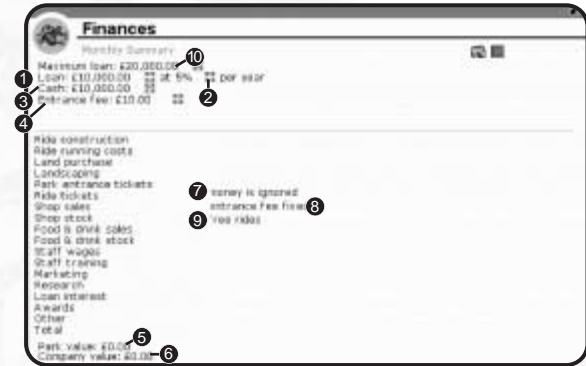 Finances
Monthly Summary
Maximum loan: £20,000.00 10
1 Loan: £10,000.00 at 5% per year
2
3 Cash: £10,000.00
4 Entrance fee: £10.00
Ride construction
Ride running costs
Land purchase
Landscaping
Park entrance tickets
Ride tickets 7 money is ignored
Shop sales entrance fee fixed 8
Shop stock 9 free rides
Food & drink sales
Food & drink stock
Staff wages
Staff training
Marketing
Research
Loan interest
Awards
Other
Total
5
Park value: £0.00
Company value: £0.00 6